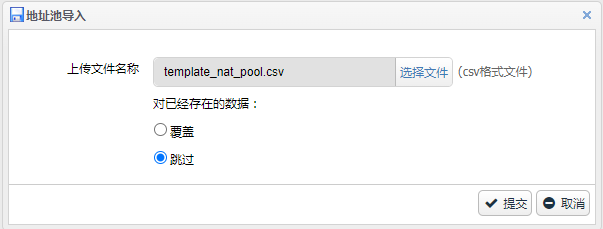 地址池导入
上传文件名称 template_nat_pool.csv 选择文件 (csv格式文件)
对已经存在的数据：
覆盖
跳过
提交 取消